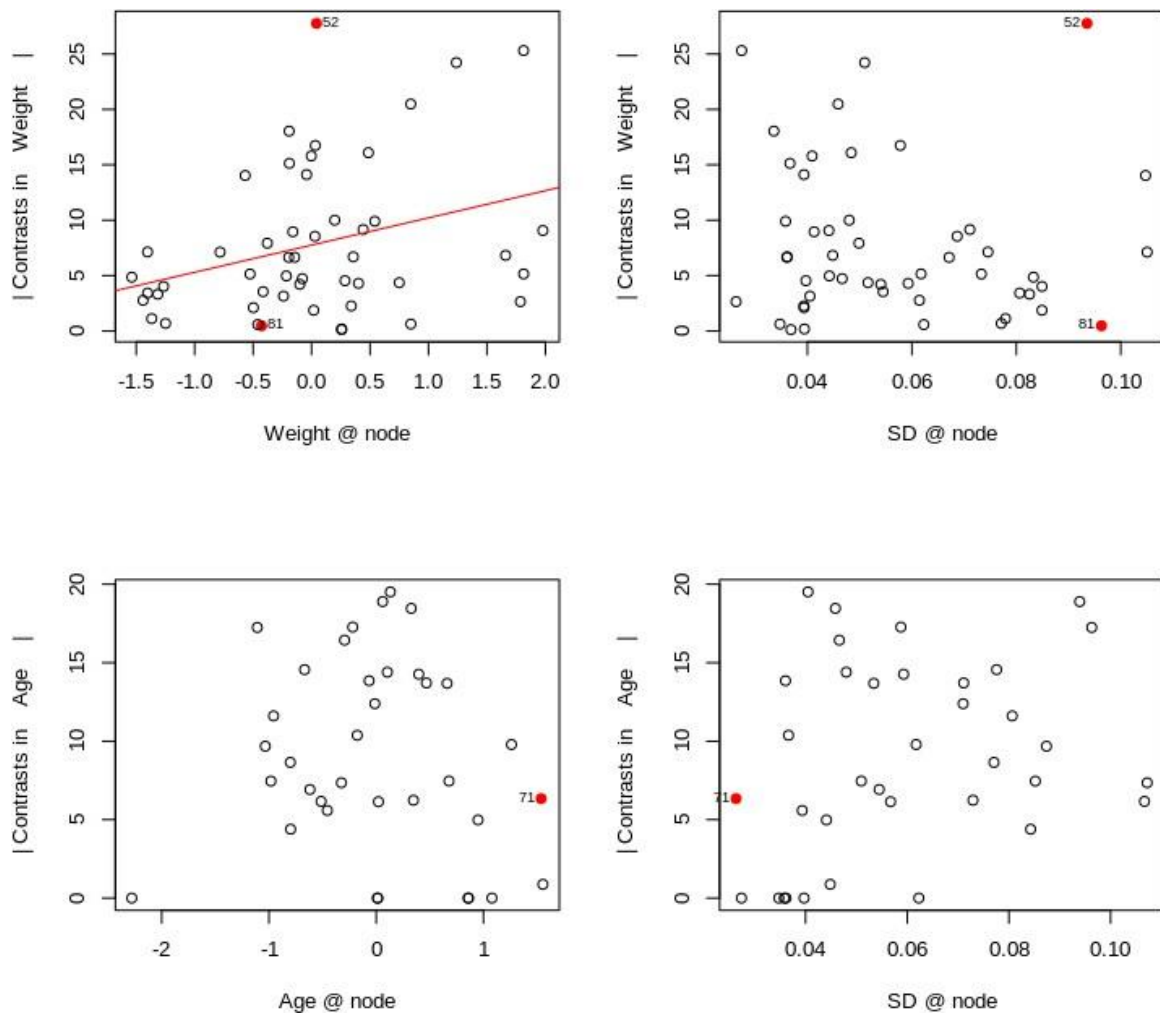 | Contrasts in Weight |
0 5 10 15 20 25
52
81
-1.5 -1.0 -0.5 0.0 0.5 1.0 1.5 2.0
Weight @ node
| Contrasts in Weight |
0 5 10 15 20 25
52
81
0.04 0.06 0.08 0.10
SD @ node
| Contrasts in Age |
0 5 10 15 20
71
-2 -1 0 1
Age @ node
| Contrasts in Age |
0 5 10 15 20
71
0.04 0.06 0.08 0.10
SD @ node